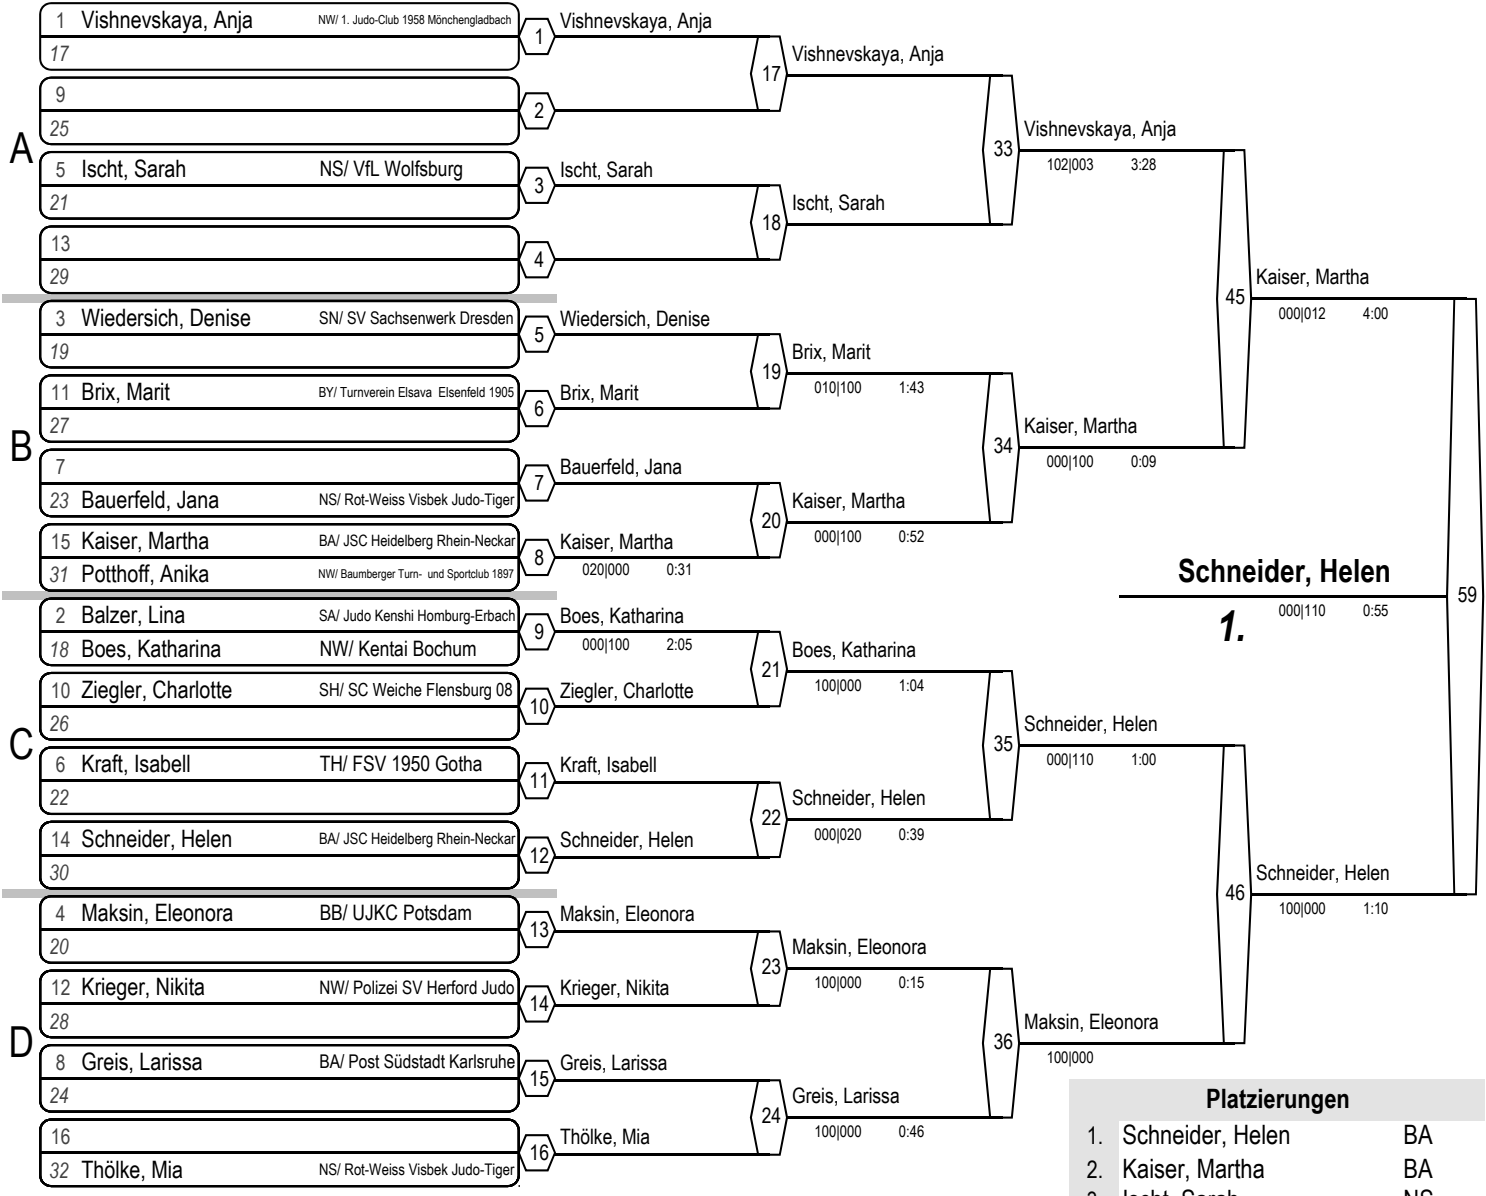 1 Vishnevskaya, Anja NW/ 1. Judo-Club 1958 Mönchengladbach
17
1
Vishnevskaya, Anja
9
25
2
17
Vishnevskaya, Anja
A
5 Ischt, Sarah NS/ VfL Wolfsburg
21
3
Ischt, Sarah
13
29
4
18
Ischt, Sarah
33
Vishnevskaya, Anja
102|003 3:28
3 Wiedersich, Denise SN/ SV Sachsenwerk Dresden
19
5
Wiedersich, Denise
11 Brix, Marit BY/ Turnverein Elsava Elsenfeld 1905
27
6
Brix, Marit
19
Brix, Marit
010|100 1:43
B
7
23 Bauerfeld, Jana NS/ Rot-Weiss Visbek Judo-Tiger
7
Bauerfeld, Jana
15 Kaiser, Martha BA/ JSC Heidelberg Rhein-Neckar
31 Potthoff, Anika NW/ Baumberger Turn- und Sportclub 1897
8
Kaiser, Martha
020|000 0:31
20
Kaiser, Martha
000|100 0:52
34
Kaiser, Martha
000|100 0:09
45
Kaiser, Martha
000|012 4:00
2 Balzer, Lina SA/ Judo Kenshi Homburg-Erbach
18 Boes, Katharina NW/ Kentai Bochum
9
Boes, Katharina
000|100 2:05
10 Ziegler, Charlotte SH/ SC Weiche Flensburg 08
26
10
Ziegler, Charlotte
21
Boes, Katharina
100|000 1:04
C
6 Kraft, Isabell TH/ FSV 1950 Gotha
22
11
Kraft, Isabell
14 Schneider, Helen BA/ JSC Heidelberg Rhein-Neckar
30
12
Schneider, Helen
22
Schneider, Helen
000|020 0:39
35
Schneider, Helen
000|110 1:00
4 Maksin, Eleonora BB/ UJKC Potsdam
20
13
Maksin, Eleonora
12 Krieger, Nikita NW/ Polizei SV Herford Judo
28
14
Krieger, Nikita
23
Maksin, Eleonora
100|000 0:15
D
8 Greis, Larissa BA/ Post Südstadt Karlsruhe
24
15
Greis, Larissa
16
32 Thölke, Mia NS/ Rot-Weiss Visbek Judo-Tiger
16
Thölke, Mia
24
Greis, Larissa
100|000 0:46
36
Maksin, Eleonora
100|000
46
Schneider, Helen
100|000 1:10
59
Schneider, Helen
1.
000|110 0:55
Platzierungen
1. Schneider, Helen BA
2. Kaiser, Martha BA
3. Ischt, Sarah NS